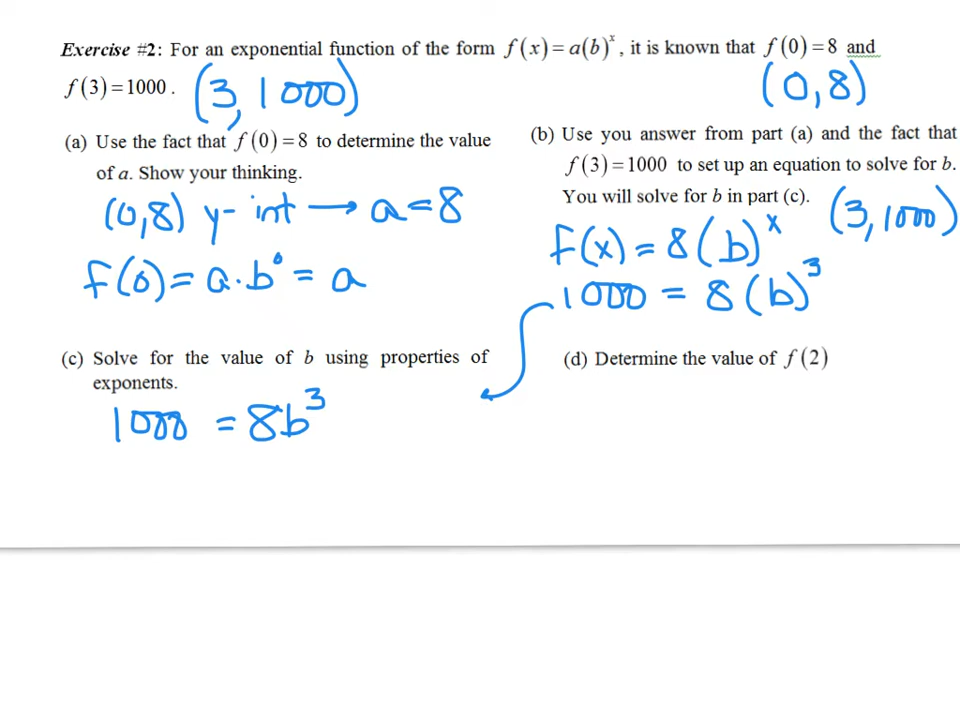 Exercise #2: For an exponential function of the form f(x)=a(b)^x, it is known that f(0)=8 and
f(3)=1000. (3, 1000) (0,8)
(a) Use the fact that f(0)=8 to determine the value
of a. Show your thinking.
(0,8) y-int → a=8
f(0)=a·b^0 = a
(b) Use you answer from part (a) and the fact that
f(3)=1000 to set up an equation to solve for b.
You will solve for b in part (c). (3,1000)
f(x) = 8(b)^x
1000 = 8(b)^3
(c) Solve for the value of b using properties of
exponents.
1000 = 8b^3
(d) Determine the value of f(2)